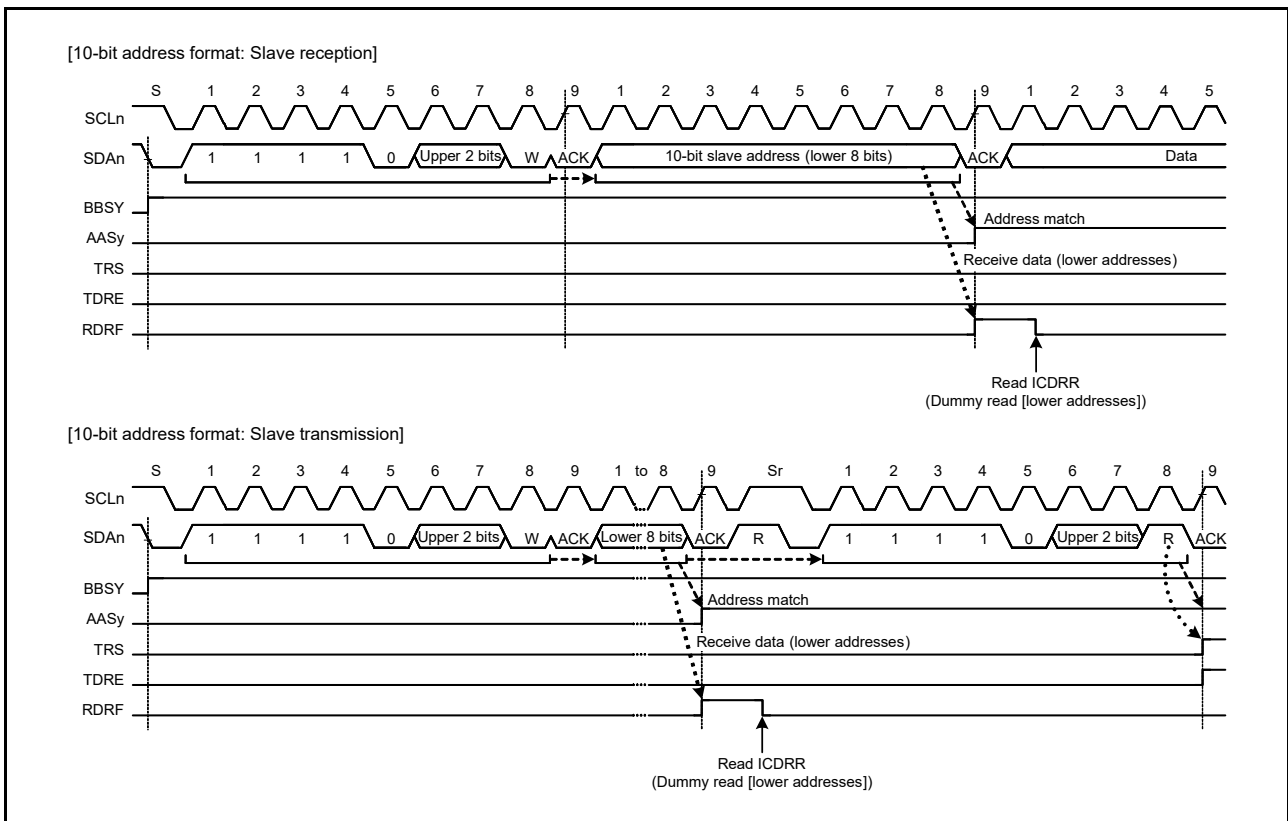 [10-bit address format: Slave reception]
S 1 2 3 4 5 6 7 8 9 1 2 3 4 5 6 7 8 9 1 2 3 4 5
SCLn
SDAn 1 1 1 1 0 Upper 2 bits W ACK 10-bit slave address (lower 8 bits) ACK Data
BBSY
Address match
AASy
Receive data (lower addresses)
TRS
TDRE
RDRF
Read ICDRR
(Dummy read [lower addresses])
[10-bit address format: Slave transmission]
S 1 2 3 4 5 6 7 8 9 1 to 8 9 Sr 1 2 3 4 5 6 7 8 9
SCLn
SDAn 1 1 1 1 0 Upper 2 bits W ACK Lower 8 bits ACK R 1 1 1 1 0 Upper 2 bits R ACK
BBSY
Address match
AASy
Receive data (lower addresses)
TRS
TDRE
RDRF
Read ICDRR
(Dummy read [lower addresses])